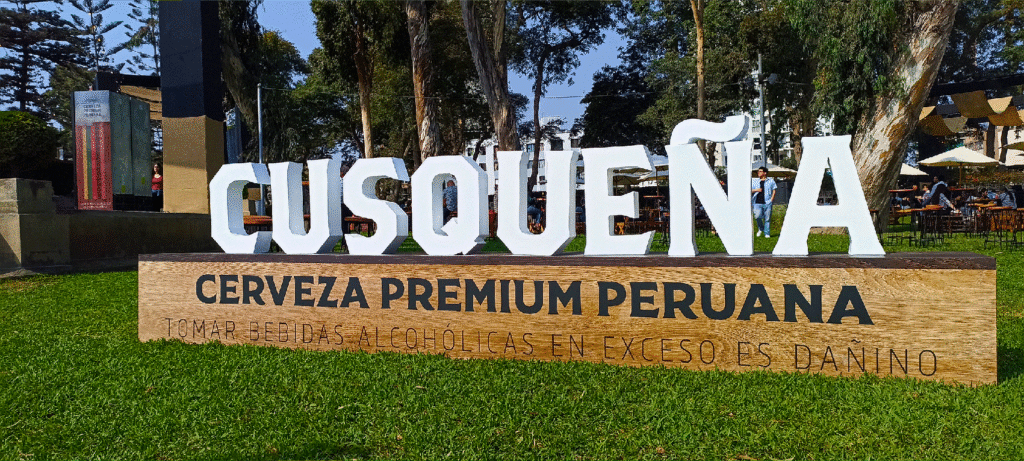 CUSQUEÑA
CERVEZA PREMIUM PERUANA
TOMAR BEBIDAS ALCOHÓLICAS EN EXCESO ES DAÑINO